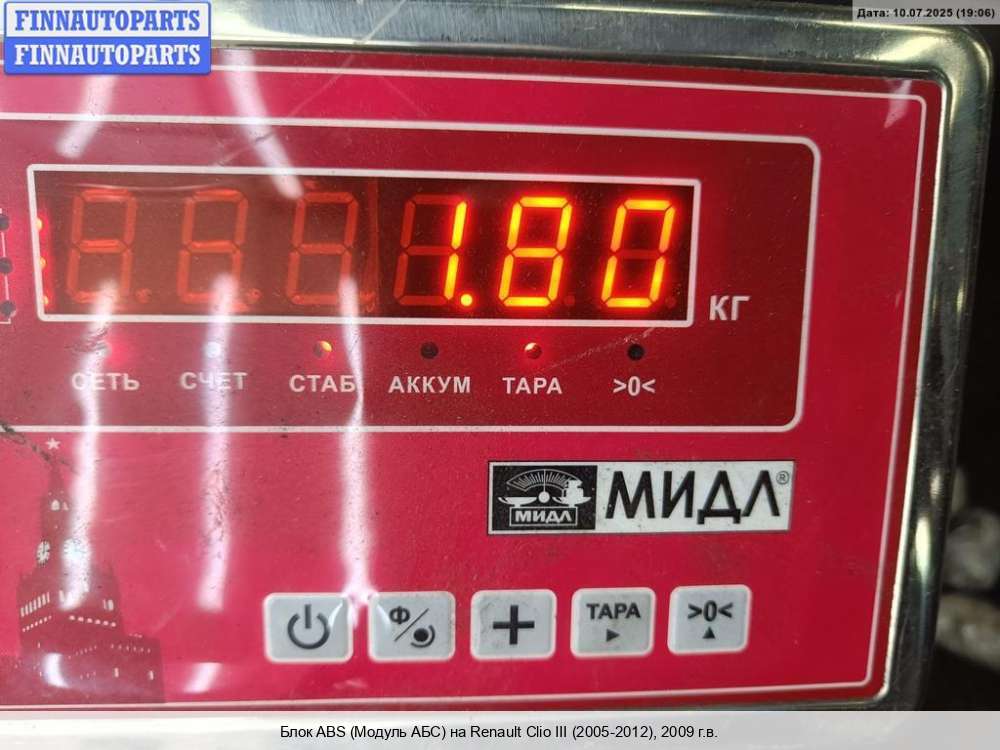 FINNAUTOPARTS
FINNAUTOPARTS
Дата: 10.07.2025 (19:06)
1.80
КГ
СЕТЬ СЧЕТ СТАБ АККУМ ТАРА >0<
МИДЛ МИДЛ®
Ф ТАРА >0<
Блок ABS (Модуль АБС) на Renault Clio III (2005-2012), 2009 г.в.